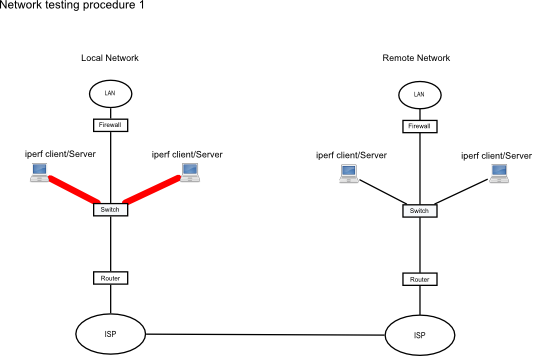 Network testing procedure 1
Local Network
Remote Network
LAN
LAN
Firewall
Firewall
iperf client/Server
iperf client/Server
iperf client/Server
iperf client/Server
Switch
Switch
Router
Router
ISP
ISP